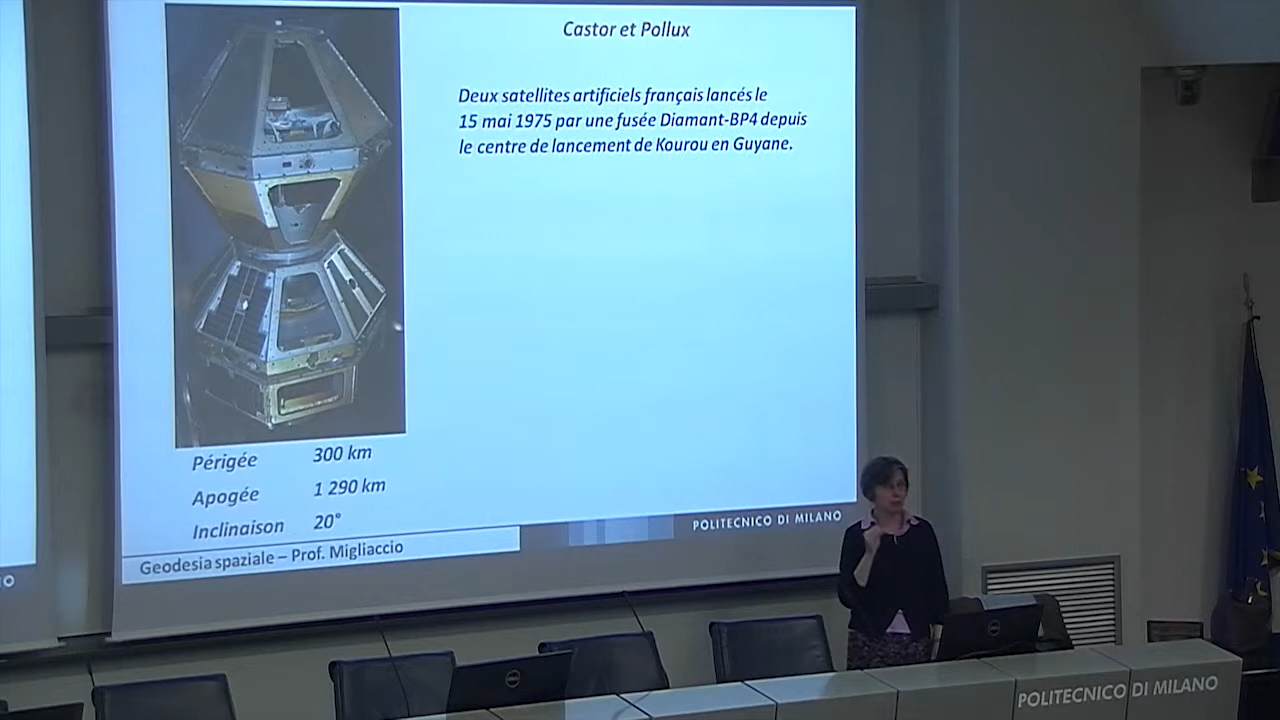 Castor et Pollux
Deux satellites artificiels français lancés le
15 mai 1975 par une fusée Diamant-BP4 depuis
le centre de lancement de Kourou en Guyane.
Périgée 300 km
Apogée 1 290 km
Inclinaison 20°
Geodesia spaziale – Prof. Migliaccio
POLITECNICO DI MILANO
POLITECNICO DI MILANO